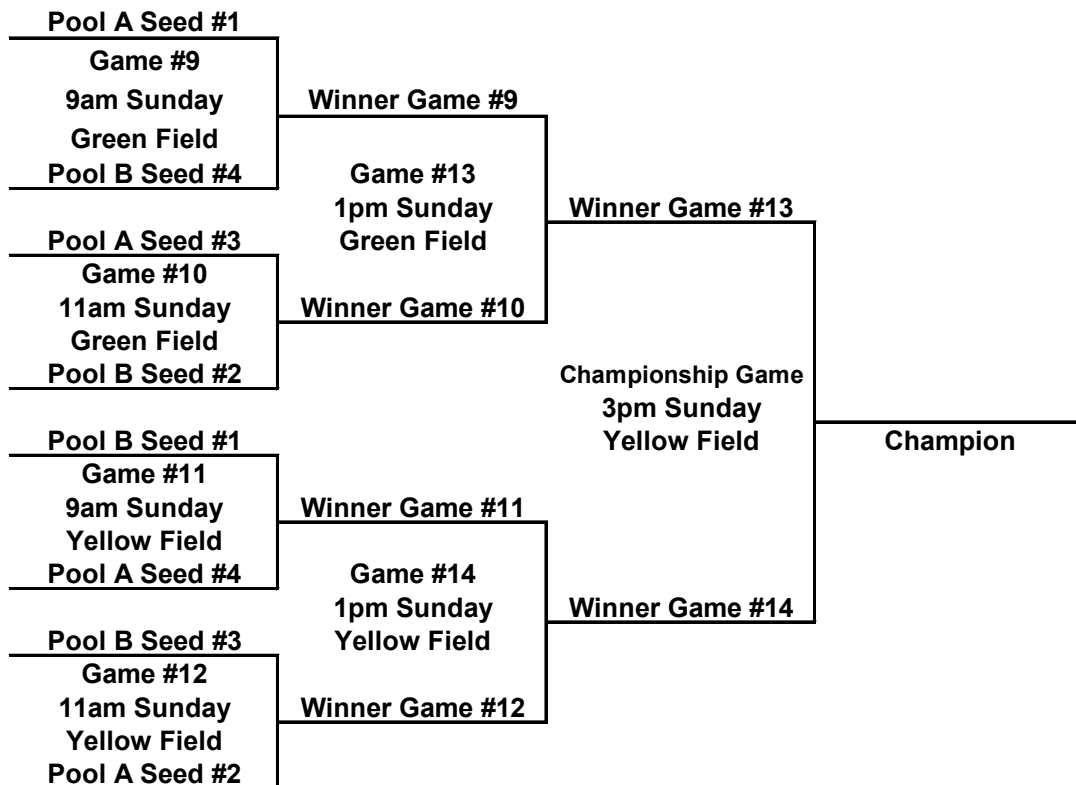 Pool A Seed #1
Game #9
9am Sunday
Green Field
Pool B Seed #4
Pool A Seed #3
Game #10
11am Sunday
Green Field
Pool B Seed #2
Pool B Seed #1
Game #11
9am Sunday
Yellow Field
Pool A Seed #4
Pool B Seed #3
Game #12
11am Sunday
Yellow Field
Pool A Seed #2
Winner Game #9
Game #13
1pm Sunday
Green Field
Winner Game #10
Winner Game #11
Game #14
1pm Sunday
Yellow Field
Winner Game #12
Winner Game #13
Championship Game
3pm Sunday
Yellow Field
Winner Game #14
Champion